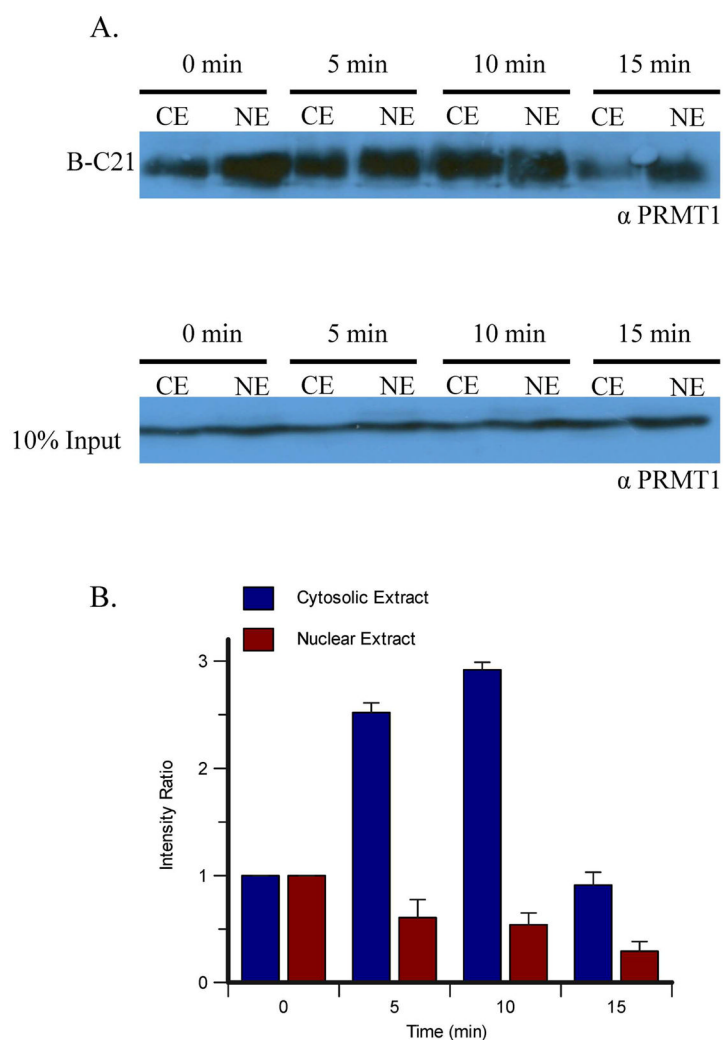 A.
0 min 5 min 10 min 15 min
CE NE CE NE CE NE CE NE
B-C21
α PRMT1
0 min 5 min 10 min 15 min
CE NE CE NE CE NE CE NE
10% Input
α PRMT1
B.
Cytosolic Extract
Nuclear Extract
3
2
1
0
Intensity Ratio
0 5 10 15
Time (min)